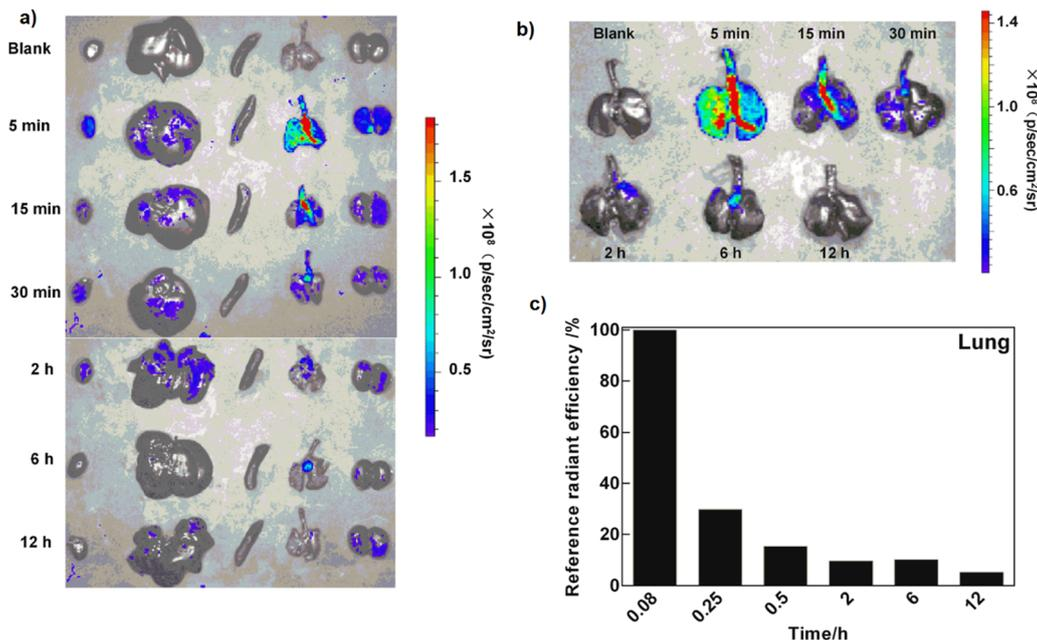 a)
Blank
5 min
15 min
30 min
2 h
6 h
12 h
1.5
1.0
0.5
×10⁸ (p/sec/cm²/sr)
b)
Blank 5 min 15 min 30 min
2 h 6 h 12 h
1.4
1.0
0.6
×10⁸ (p/sec/cm²/sr)
c)
Lung
Reference radiant efficiency /%
100
80
60
40
20
0
0.08 0.25 0.5 2 6 12
Time/h